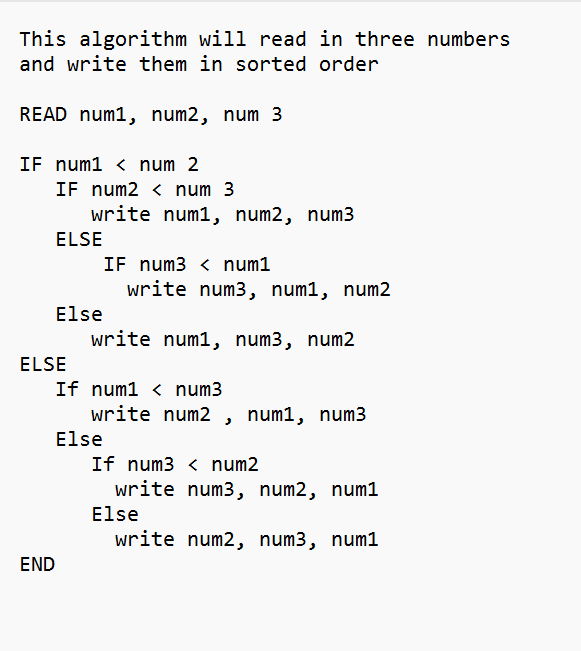 This algorithm will read in three numbers
and write them in sorted order
READ num1, num2, num 3
IF num1 < num 2
IF num2 < num 3
write num1, num2, num3
ELSE
IF num3 < num1
write num3, num1, num2
Else
write num1, num3, num2
ELSE
If num1 < num3
write num2 , num1, num3
Else
If num3 < num2
write num3, num2, num1
Else
write num2, num3, num1
END